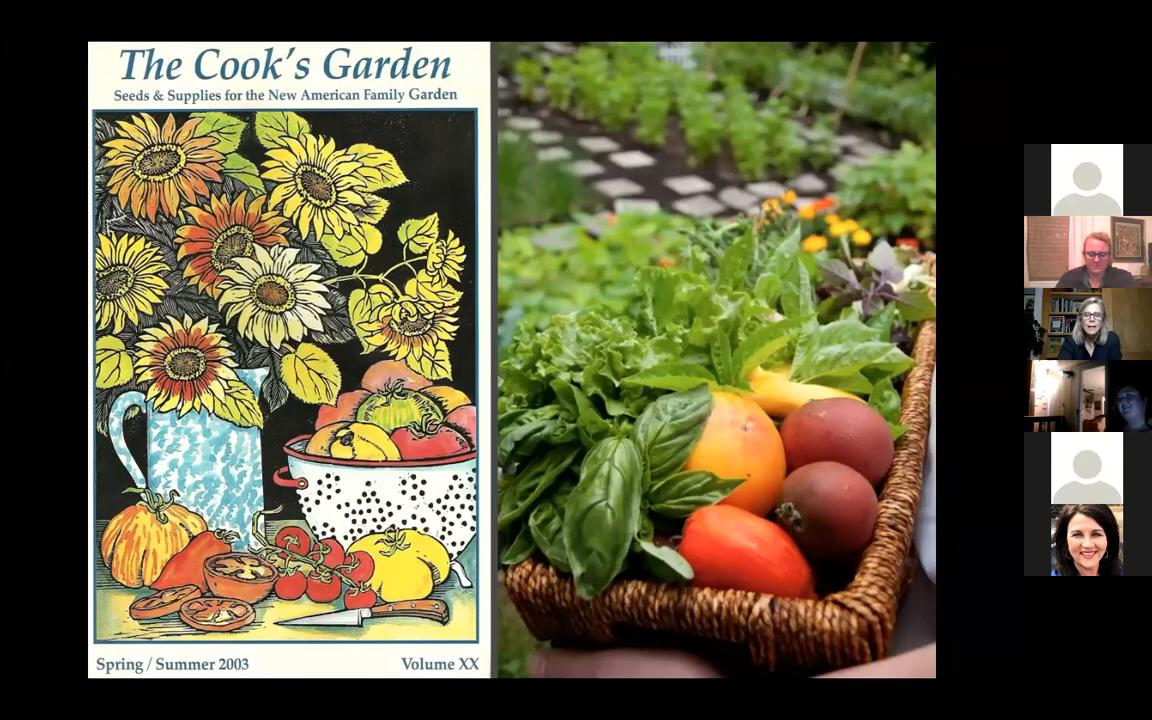 The Cook's Garden
Seeds & Supplies for the New American Family Garden
Spring / Summer 2003
Volume XX